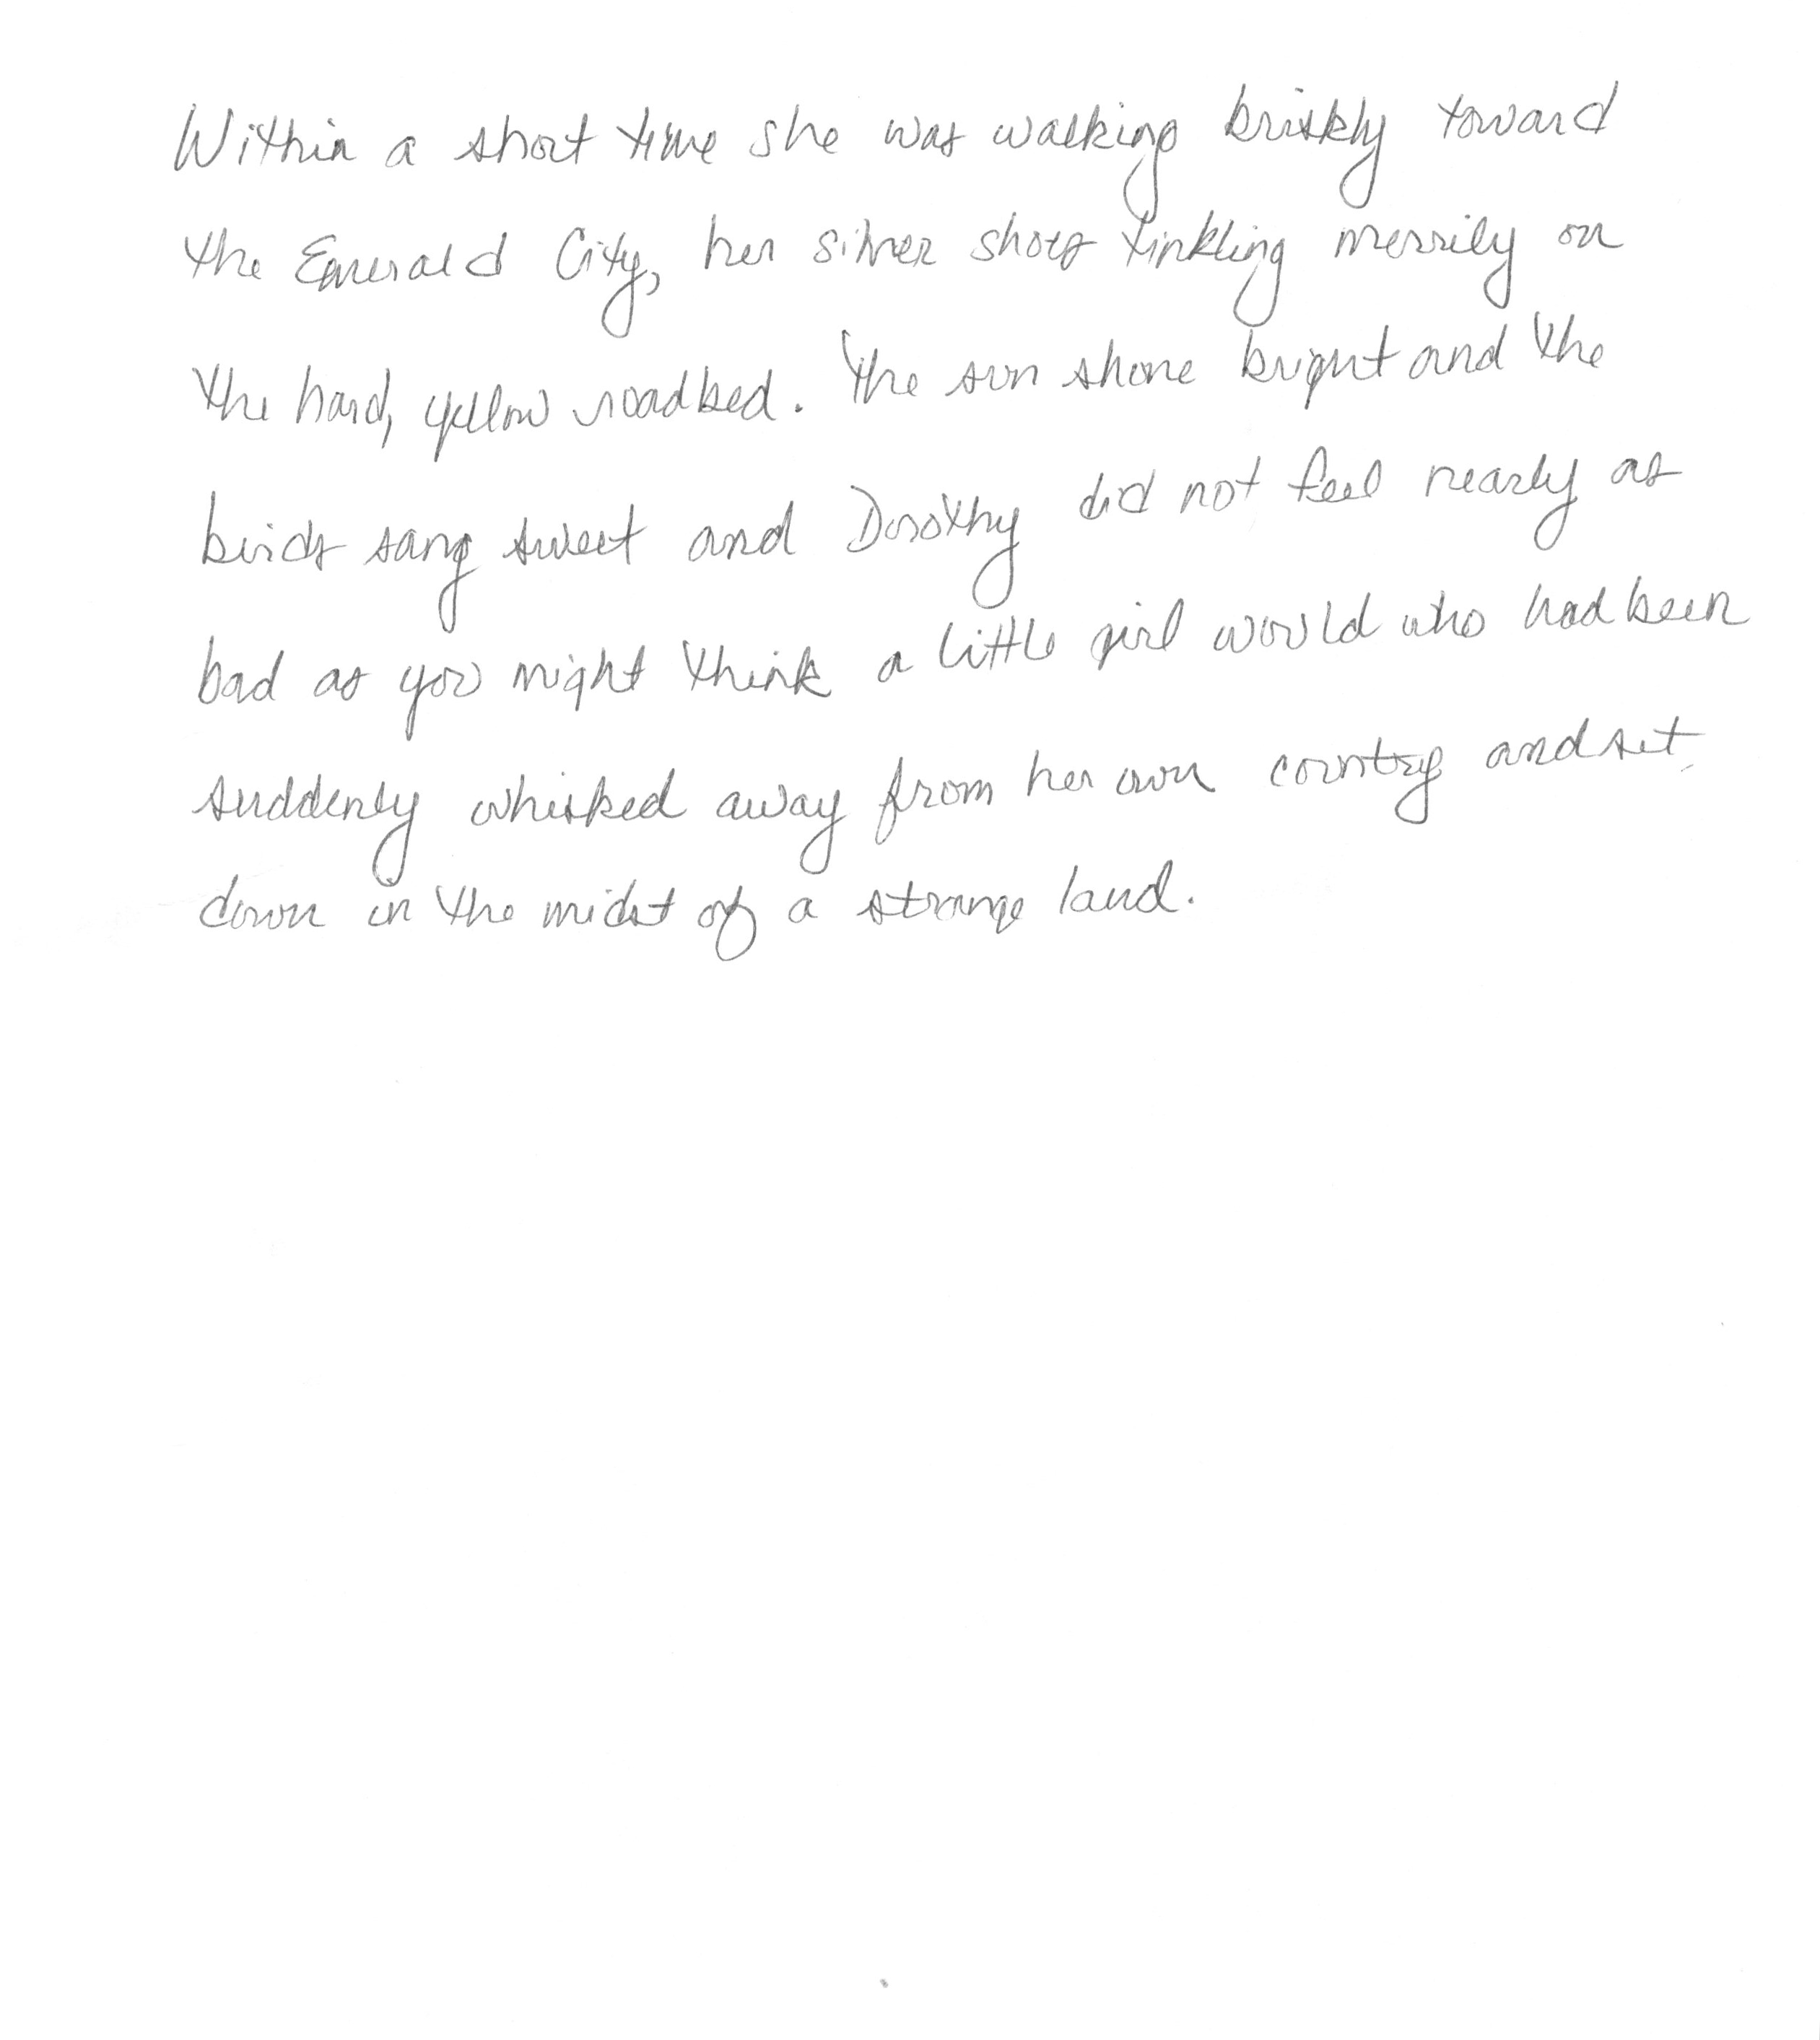 Within a short time she was walking briskly toward
the Emerald City, her silver shoes tinkling merrily on
the hard, yellow roadbed. The sun shone bright and the
birds sang sweet and Dorothy did not feel nearly as
bad as you might think a little girl would who had been
suddenly whisked away from her own country and set
down in the midst of a strange land.